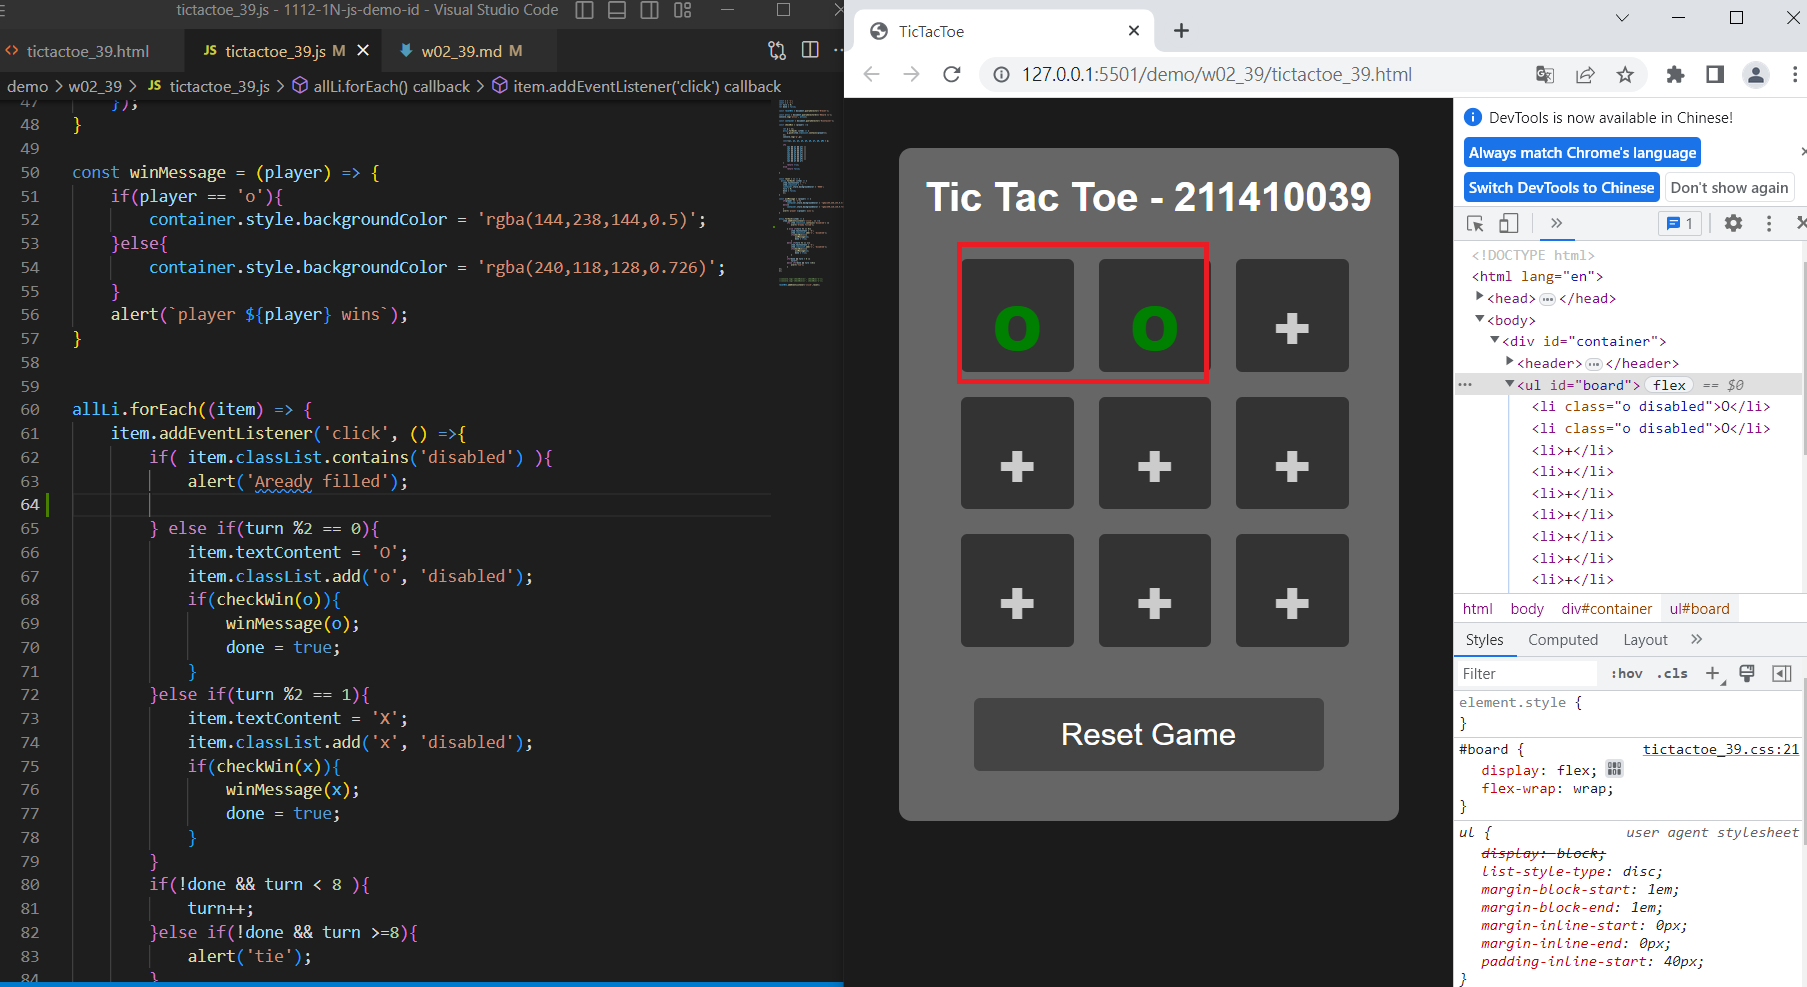 tictactoe_39.js - 1112-1N-js-demo-id - Visual Studio Code
tictactoe_39.html
JS tictactoe_39.js M
w02_39.md M
demo > w02_39 > JS tictactoe_39.js > allLi.forEach() callback > item.addEventListener('click') callback
47 });
48 }
49
50 const winMessage = (player) => {
51 if(player == 'o'){
52 container.style.backgroundColor = 'rgba(144,238,144,0.5)';
53 }else{
54 container.style.backgroundColor = 'rgba(240,118,128,0.726)';
55 }
56 alert(`player ${player} wins`);
57 }
58
59
60 allLi.forEach((item) => {
61 item.addEventListener('click', () =>{
62 if( item.classList.contains('disabled') ){
63 alert('Aready filled');
64
65 } else if(turn %2 == 0){
66 item.textContent = 'O';
67 item.classList.add('o', 'disabled');
68 if(checkWin(o)){
69 winMessage(o);
70 done = true;
71 }
72 }else if(turn %2 == 1){
73 item.textContent = 'X';
74 item.classList.add('x', 'disabled');
75 if(checkWin(x)){
76 winMessage(x);
77 done = true;
78 }
79 }
80 if(!done && turn < 8 ){
81 turn++;
82 }else if(!done && turn >=8){
83 alert('tie');
84 }
TicTacToe
127.0.0.1:5501/demo/w02_39/tictactoe_39.html
Tic Tac Toe - 211410039
O O +
+ + +
+ + +
Reset Game
DevTools is now available in Chinese!
Always match Chrome's language
Switch DevTools to Chinese Don't show again
1
<!DOCTYPE html>
<html lang="en">
<head> … </head>
<body>
<div id="container">
<header> … </header>
<ul id="board"> flex == $0
<li class="o disabled">O</li>
<li class="o disabled">O</li>
<li>+</li>
<li>+</li>
<li>+</li>
<li>+</li>
<li>+</li>
<li>+</li>
<li>+</li>
html body div#container ul#board
Styles Computed Layout
Filter :hov .cls
element.style {
}
#board { tictactoe_39.css:21
display: flex;
flex-wrap: wrap;
}
ul { user agent stylesheet
display: block;
list-style-type: disc;
margin-block-start: 1em;
margin-block-end: 1em;
margin-inline-start: 0px;
margin-inline-end: 0px;
padding-inline-start: 40px;
}